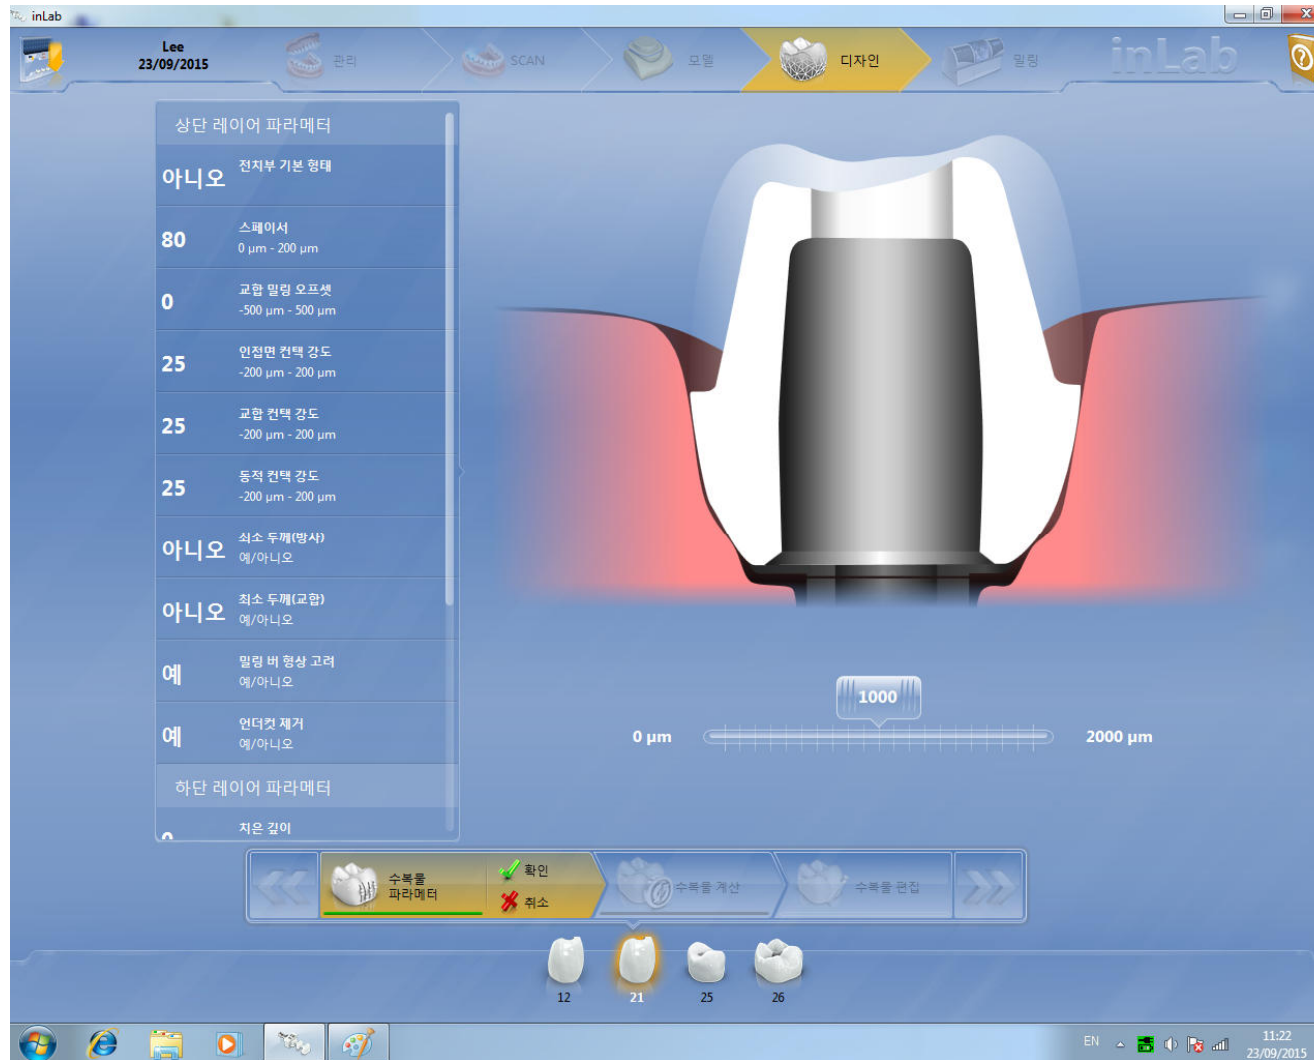 inLab
Lee
23/09/2015
관리
SCAN
모델
디자인
밀링
inLab
상단 레이어 파라메터
아니오
전치부 기본 형태
80
스페이서
0 µm - 200 µm
0
교합 밀링 오프셋
-500 µm - 500 µm
25
인접면 컨택 강도
-200 µm - 200 µm
25
교합 컨택 강도
-200 µm - 200 µm
25
동적 컨택 강도
-200 µm - 200 µm
아니오
최소 두께(방사)
예/아니오
아니오
최소 두께(교합)
예/아니오
예
밀링 버 형상 고려
예/아니오
예
언더컷 제거
예/아니오
하단 레이어 파라메터
0
치은 깊이
1000
0 µm
2000 µm
수복물
파라메터
확인
취소
수복물 계산
수복물 편집
12
21
25
26
EN
11:22
23/09/2015